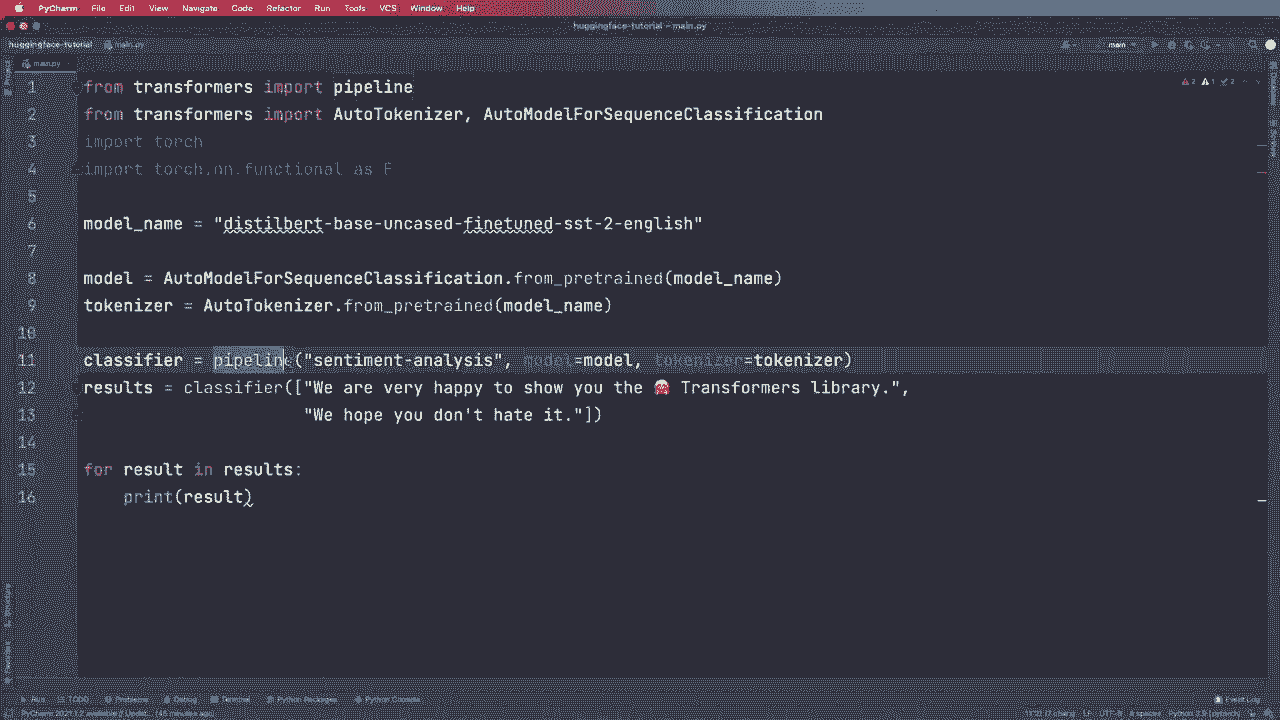 PyCharm File Edit View Navigate Code Refactor Run Tools VCS Window Help
huggingface-tutorial – main.py
huggingface-tutorial main.py main
main.py
1 from transformers import pipeline
2 from transformers import AutoTokenizer, AutoModelForSequenceClassification
3 import torch
4 import torch.nn.functional as F
5
6 model_name = "distilbert-base-uncased-finetuned-sst-2-english"
7
8 model = AutoModelForSequenceClassification.from_pretrained(model_name)
9 tokenizer = AutoTokenizer.from_pretrained(model_name)
10
11 classifier = pipeline("sentiment-analysis", model=model, tokenizer=tokenizer)
12 results = classifier(["We are very happy to show you the 🤗 Transformers library.",
13 "We hope you don't hate it."])
14
15 for result in results:
16 print(result)
Run TODO Problems Debug Terminal Python Packages Python Console Event Log